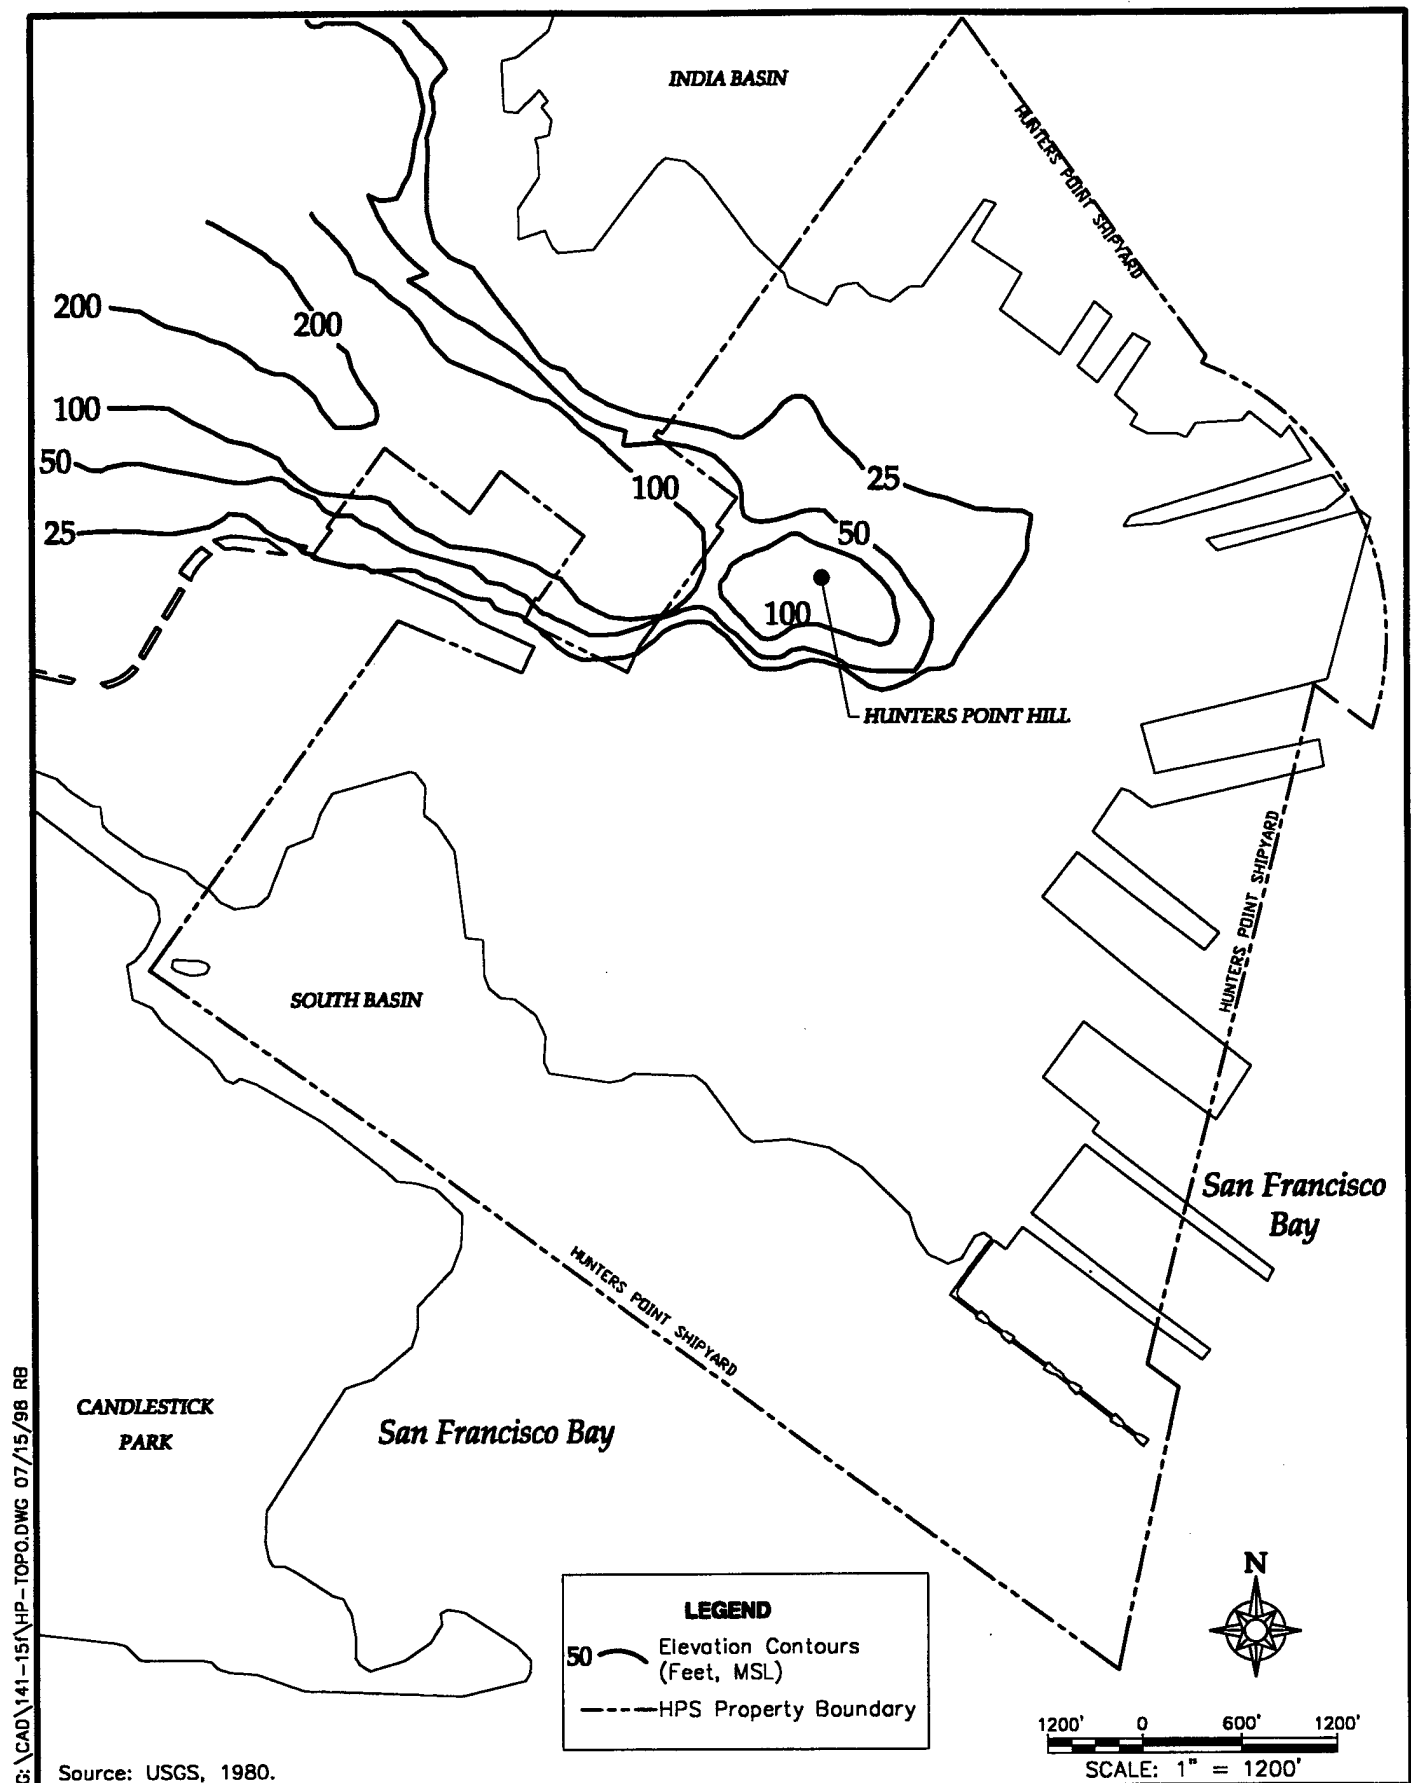 INDIA BASIN
HUNTERS POINT SHIPYARD
200
200
100
50
25
100
25
50
100
HUNTERS POINT HILL
HUNTERS POINT SHIPYARD
SOUTH BASIN
San Francisco
Bay
HUNTERS POINT SHIPYARD
CANDLESTICK
PARK
San Francisco Bay
LEGEND
50
Elevation Contours
(Feet, MSL)
HPS Property Boundary
N
1200' 0 600' 1200'
SCALE: 1" = 1200'
Source: USGS, 1980.
G:\CAD\141-15f\HP-TOPO.DWG 07/15/98 RB